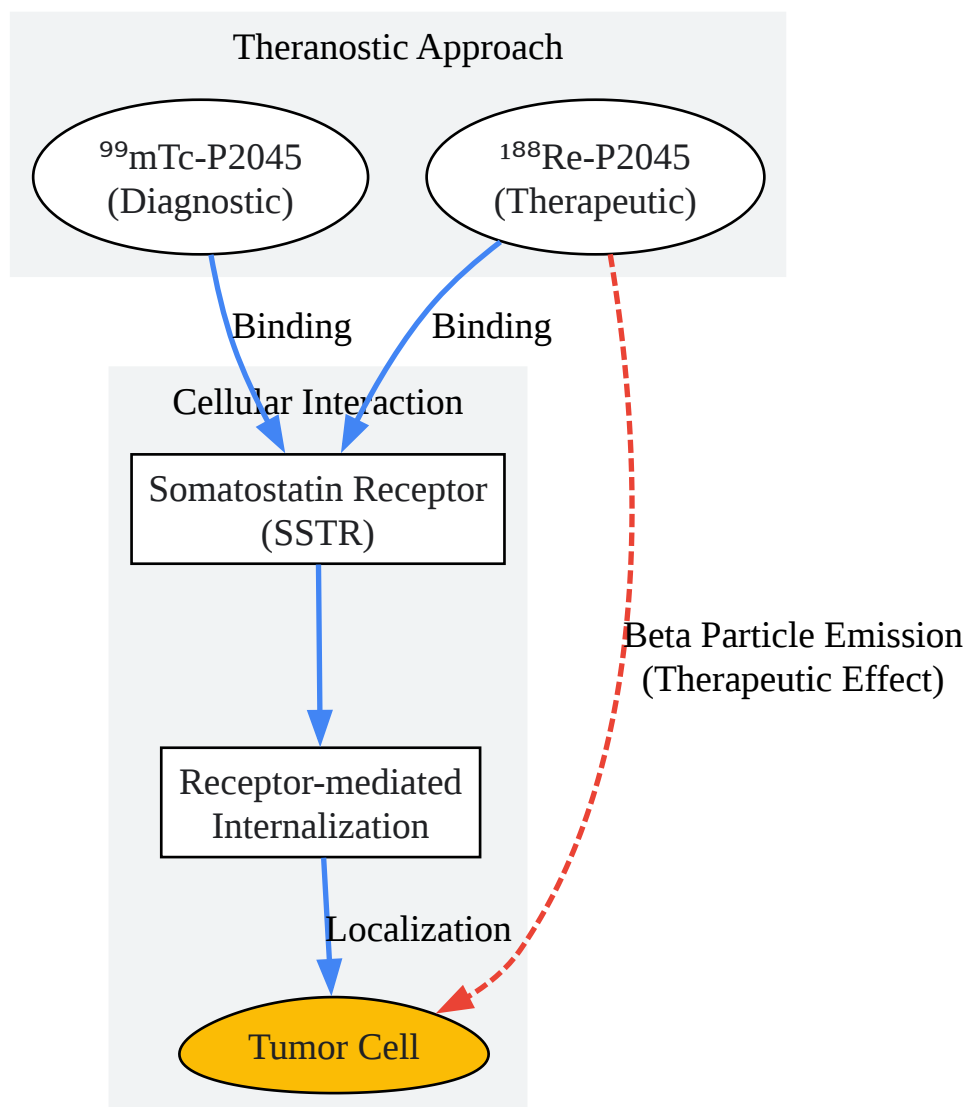 Theranostic Approach
⁹⁹mTc-P2045
(Diagnostic)
¹⁸⁸Re-P2045
(Therapeutic)
Binding
Binding
Cellular Interaction
Somatostatin Receptor
(SSTR)
Beta Particle Emission
(Therapeutic Effect)
Receptor-mediated
Internalization
Localization
Tumor Cell